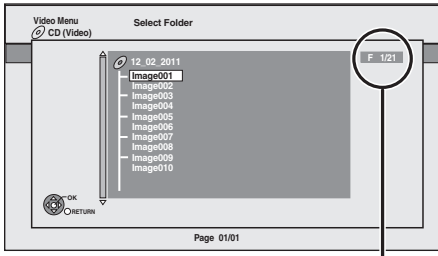 Video Menu
CD (Video)
Select Folder
12_02_2011
F 1/21
Image001
Image002
Image003
Image004
Image005
Image006
Image007
Image008
Image009
Image010
OK
RETURN
Page 01/01